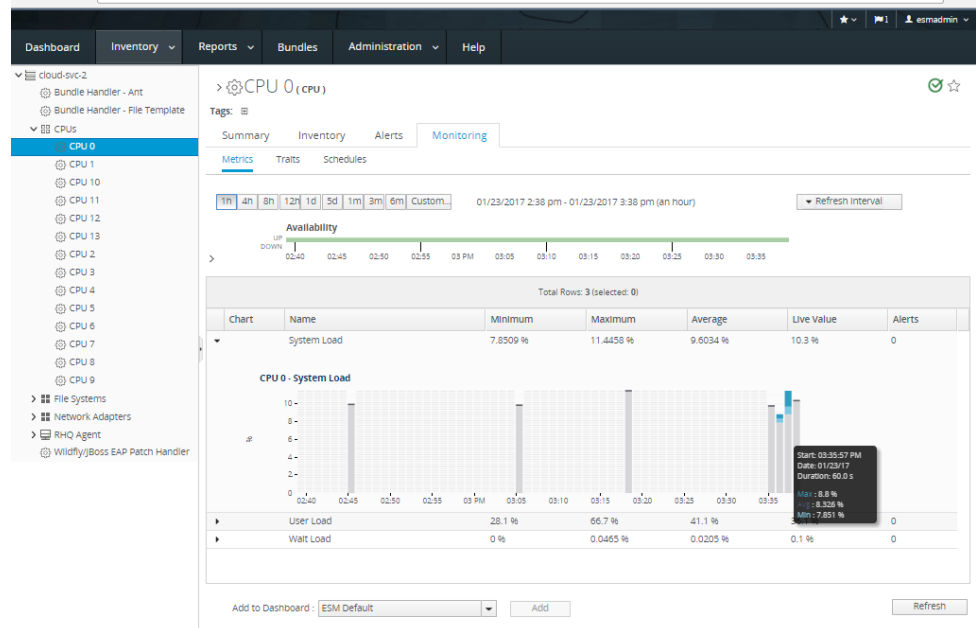 1 esmadmin
Dashboard Inventory Reports Bundles Administration Help
cloud-svc-2
Bundle Handler - Ant
Bundle Handler - File Template
CPUs
CPU 0
CPU 1
CPU 10
CPU 11
CPU 12
CPU 13
CPU 2
CPU 3
CPU 4
CPU 5
CPU 6
CPU 7
CPU 8
CPU 9
File Systems
Network Adapters
RHQ Agent
Wildfly/JBoss EAP Patch Handler
CPU 0 ( CPU )
Tags:
Summary Inventory Alerts Monitoring
Metrics Traits Schedules
1h 4h 8h 12h 1d 5d 1m 3m 6m Custom... 01/23/2017 2:38 pm - 01/23/2017 3:38 pm (an hour) Refresh Interval
Availability
UP
DOWN
02:40 02:45 02:50 02:55 03 PM 03:05 03:10 03:15 03:20 03:25 03:30 03:35
Total Rows: 3 (selected: 0)
Chart Name Minimum Maximum Average Live Value Alerts
System Load 7.8509 % 11.4458 % 9.6034 % 10.3 % 0
CPU 0 - System Load
10
8
6
4
2
0
%
02:40 02:45 02:50 02:55 03 PM 03:05 03:10 03:15 03:20 03:25 03:30 03:35
Start: 03:35:57 PM
Date: 01/23/17
Duration: 60.0 s
Max : 8.8 %
Avg : 8.326 %
Min : 7.851 %
User Load 28.1 % 66.7 % 41.1 % 0
Wait Load 0 % 0.0465 % 0.0205 % 0.1 % 0
Add to Dashboard : ESM Default Add Refresh